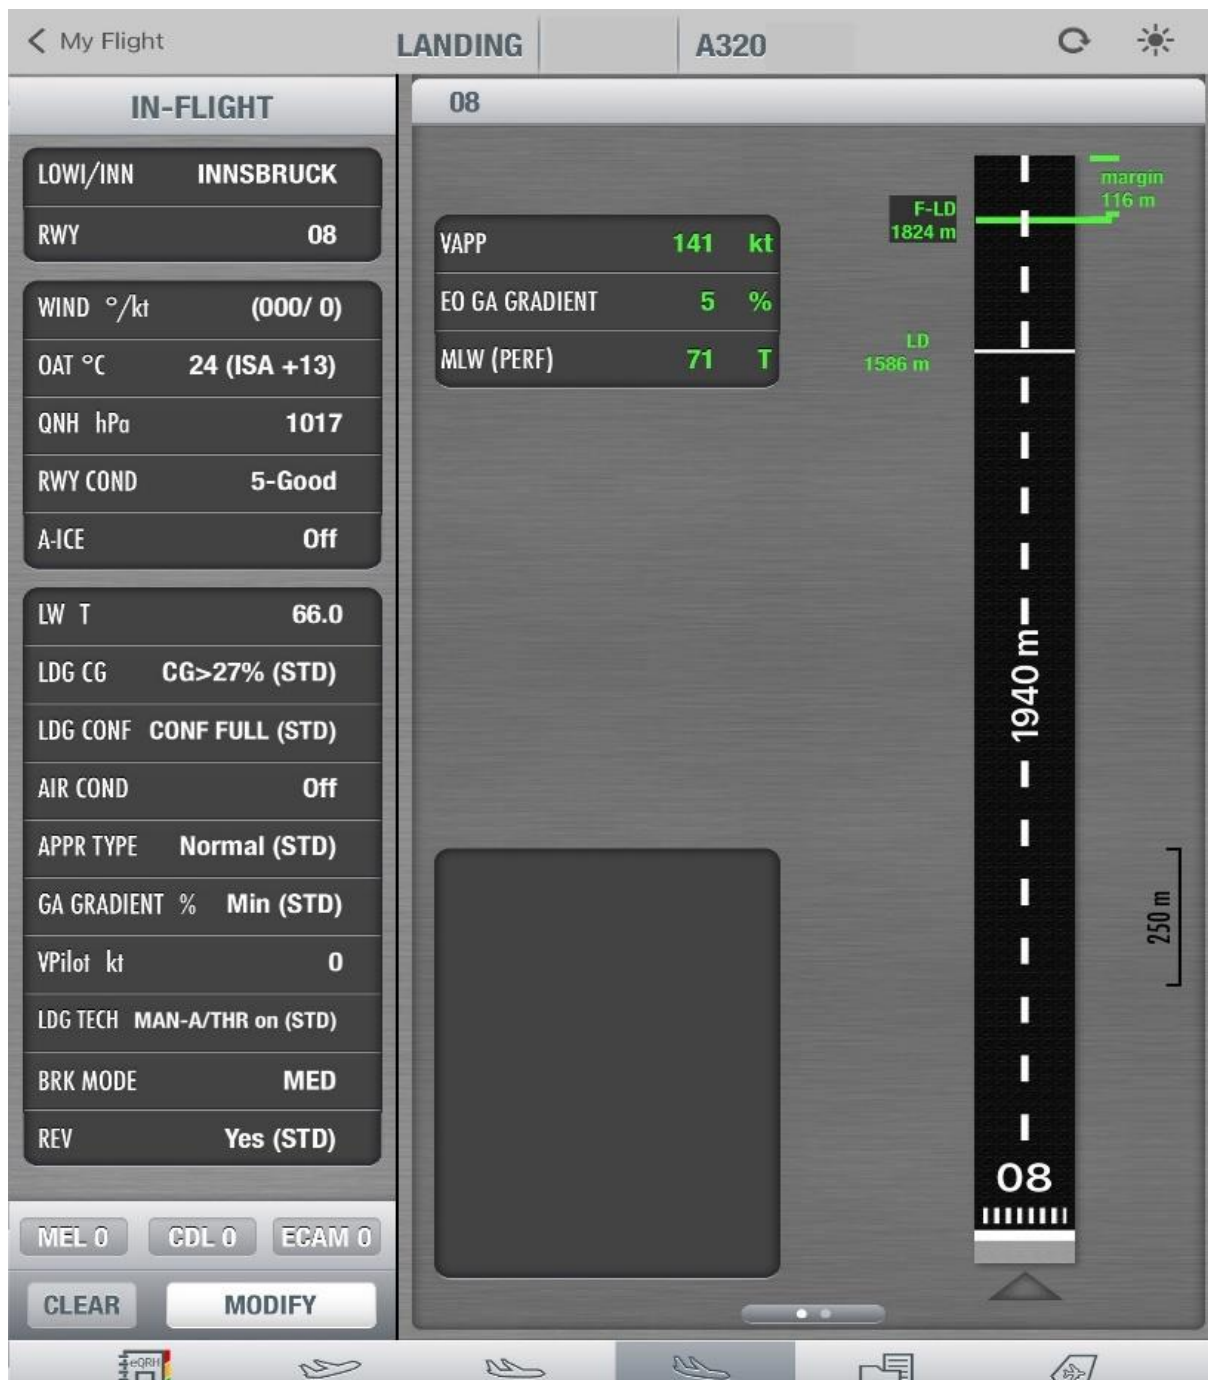 My Flight
LANDING
A320
IN-FLIGHT
LOWI/INN INNSBRUCK
RWY 08
WIND °/kt (000/ 0)
OAT °C 24 (ISA +13)
QNH hPa 1017
RWY COND 5-Good
A-ICE Off
LW T 66.0
LDG CG CG>27% (STD)
LDG CONF CONF FULL (STD)
AIR COND Off
APPR TYPE Normal (STD)
GA GRADIENT % Min (STD)
VPilot kt 0
LDG TECH MAN-A/THR on (STD)
BRK MODE MED
REV Yes (STD)
MEL 0 CDL 0 ECAM 0
CLEAR MODIFY
08
VAPP 141 kt
EO GA GRADIENT 5 %
MLW (PERF) 71 T
margin
116 m
F-LD
1824 m
LD
1586 m
1940 m
250 m
08
eQRH